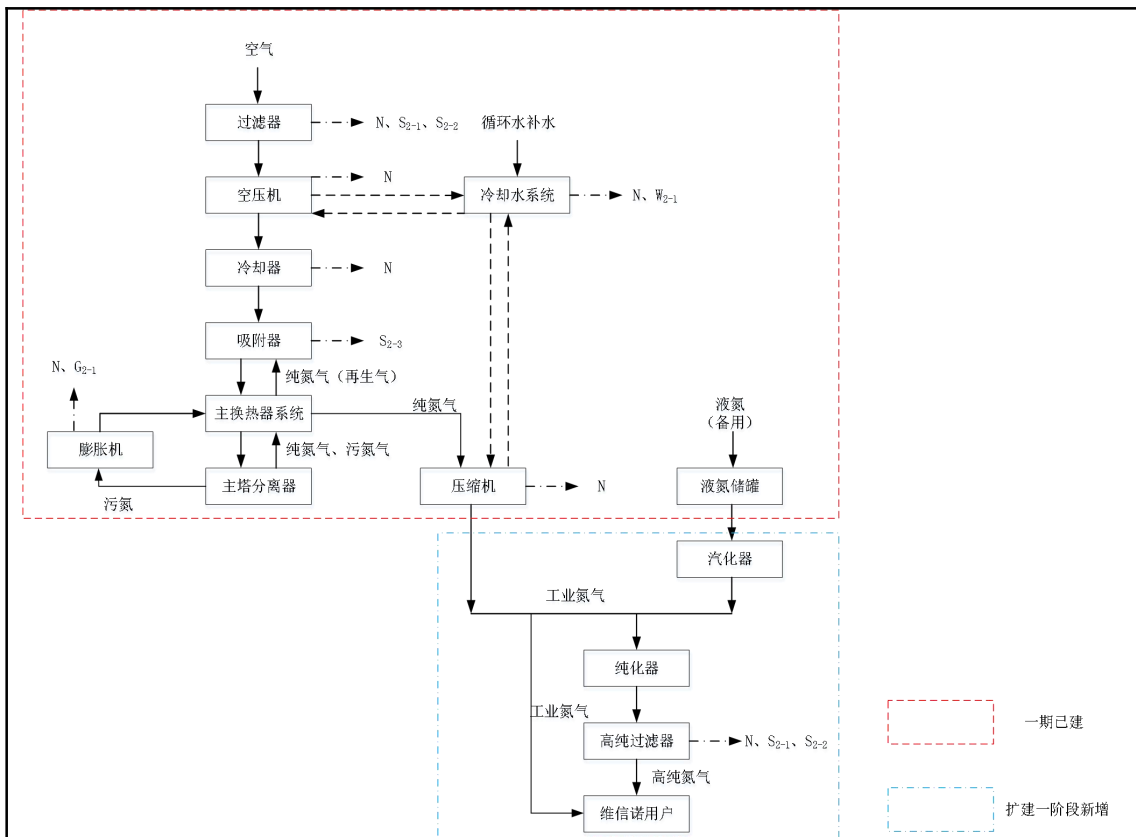 空气
过滤器
N、S2-1、S2-2
循环水补水
空压机
N
冷却水系统
N、W2-1
冷却器
N
吸附器
S2-3
N、G2-1
纯氮气（再生气）
主换热器系统
纯氮气
液氮
（备用）
膨胀机
纯氮气、污氮气
主塔分离器
压缩机
N
液氮储罐
污氮
汽化器
工业氮气
纯化器
工业氮气
高纯过滤器
N、S2-1、S2-2
高纯氮气
维信诺用户
一期已建
扩建一阶段新增